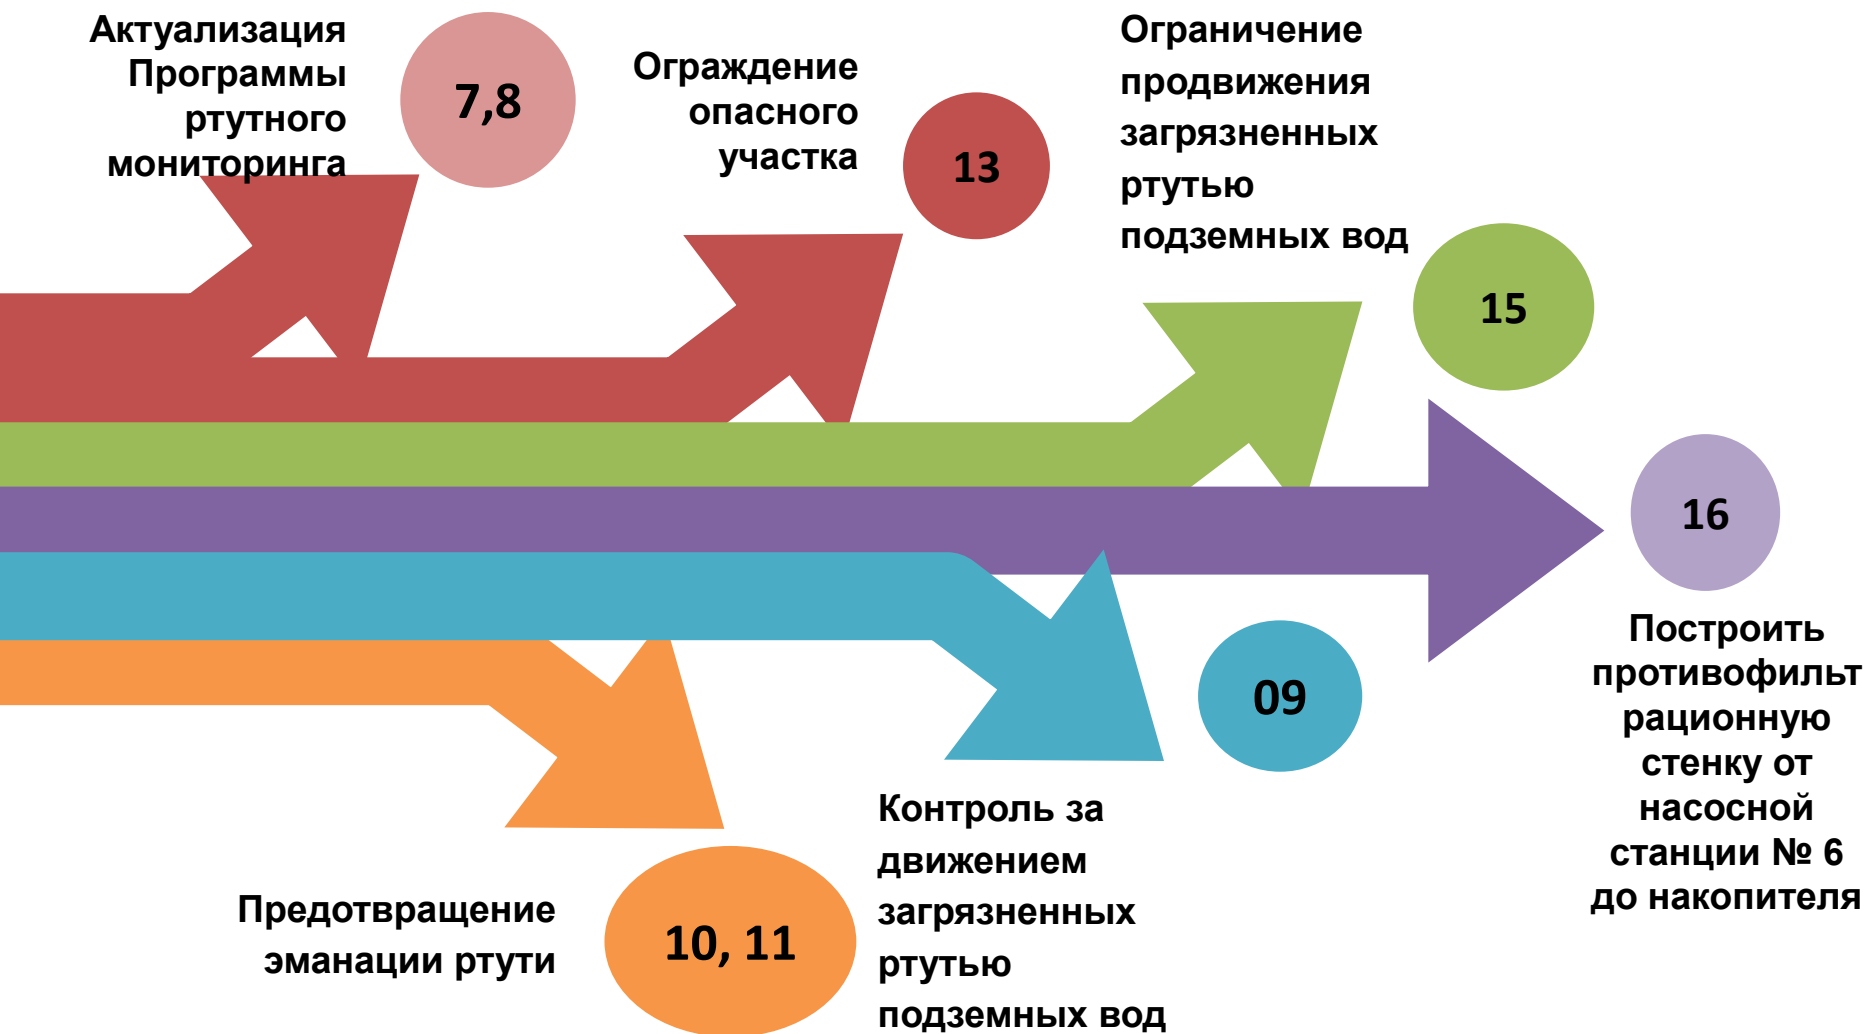 Актуализация
Программы
ртутного
мониторинга
7,8
Ограждение
опасного
участка
13
Ограничение
продвижения
загрязненных
ртутью
подземных вод
15
16
Построить
противофильт
рационную
стенку от
насосной
станции № 6
до накопителя
09
Контроль за
движением
загрязненных
ртутью
подземных вод
10, 11
Предотвращение
эманации ртути